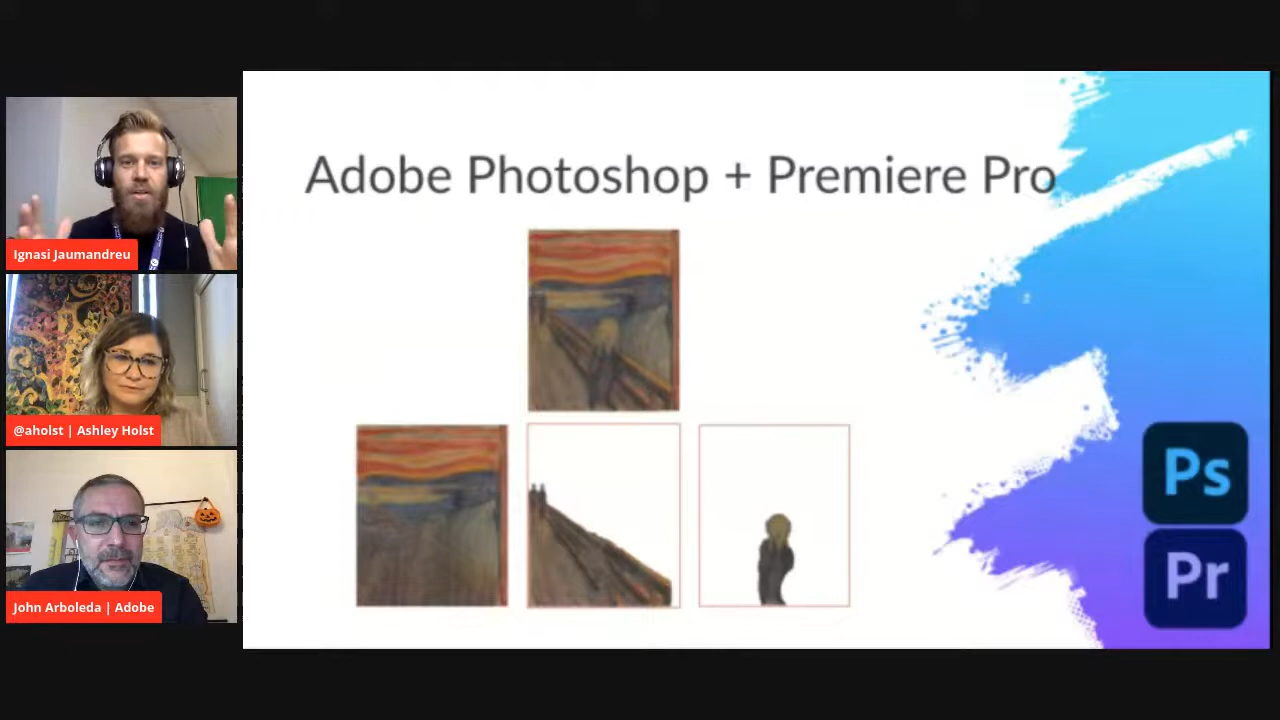 Ignasi Jaumandreu
@aholst | Ashley Holst
John Arboleda | Adobe
Adobe Photoshop + Premiere Pro
Ps
Pr